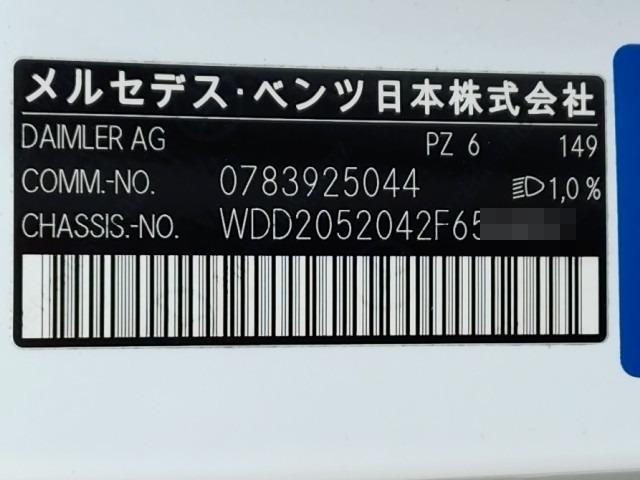 メルセデス・ベンツ日本株式会社
DAIMLER AG PZ 6 149
COMM.-NO. 0783925044 1,0 %
CHASSIS.-NO. WDD2052042F65